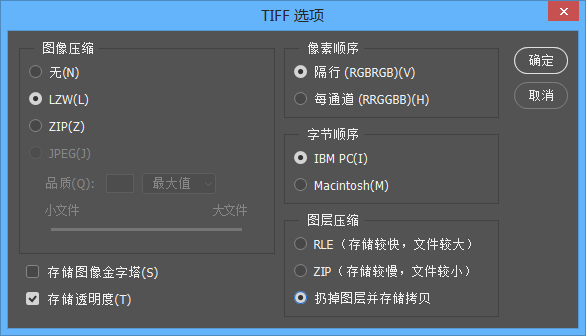 TIFF 选项
图像压缩
无(N)
LZW(L)
ZIP(Z)
JPEG(J)
品质(Q):
最大值
小文件
大文件
存储图像金字塔(S)
存储透明度(T)
像素顺序
隔行 (RGBRGB)(V)
每通道 (RRGGBB)(H)
字节顺序
IBM PC(I)
Macintosh(M)
图层压缩
RLE（存储较快，文件较大）
ZIP（存储较慢，文件较小）
扔掉图层并存储拷贝
确定
取消